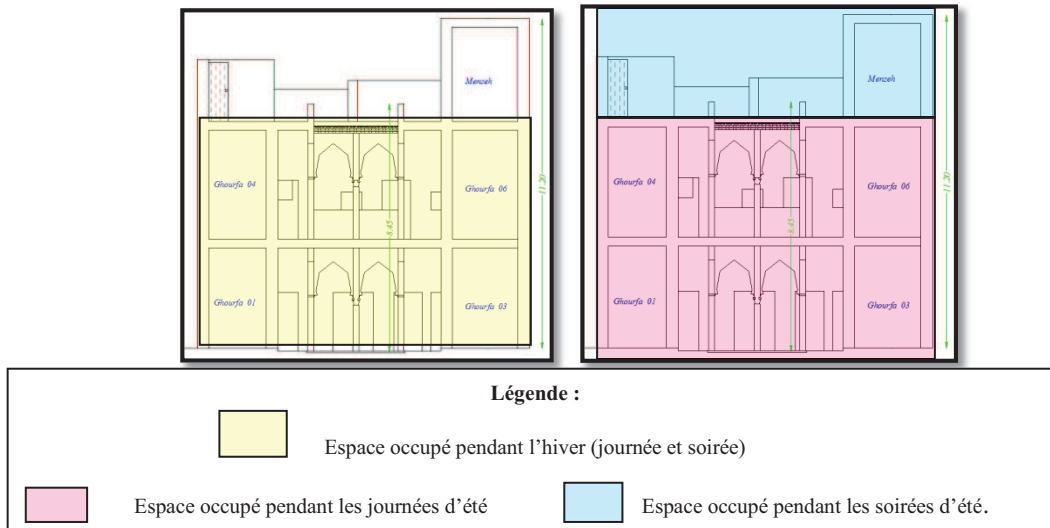 Menzeh
Ghourfa 04
Ghourfa 06
Ghourfa 01
Ghourfa 03
8.45
11.20
Menzeh
Ghourfa 04
Ghourfa 06
Ghourfa 01
Ghourfa 03
8.45
11.20
Légende :
Espace occupé pendant l’hiver (journée et soirée)
Espace occupé pendant les journées d’été
Espace occupé pendant les soirées d’été.